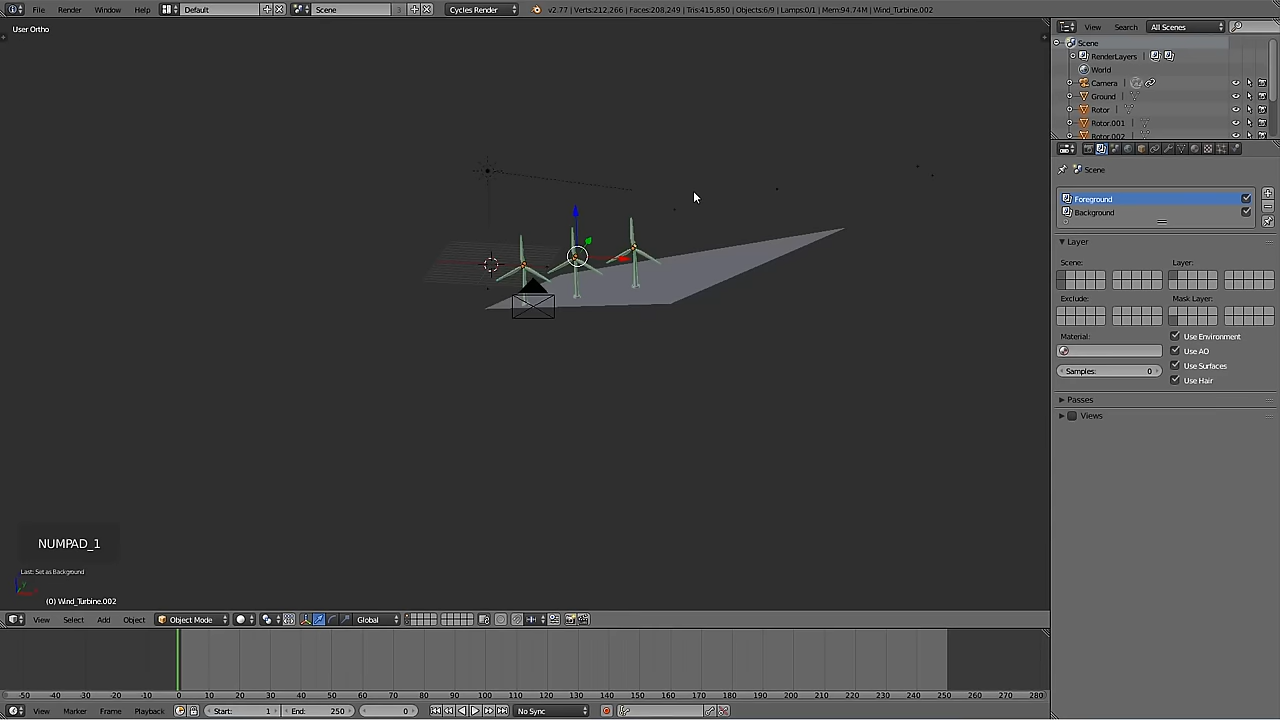 File Render Window Help Default Scene 3 Cycles Render v2.77 | Verts:212,266 | Faces:208,249 | Tris:415,850 | Objects:6/9 | Lamps:0/1 | Mem:94.74M | Wind_Turbine.002
User Ortho
View Search All Scenes
Scene
RenderLayers
World
Camera
Ground
Rotor
Rotor.001
Rotor.002
Scene
Foreground
Background
Layer
Scene: Layer:
Exclude: Mask Layer:
Material: Use Environment
Use AO
Samples: 0 Use Surfaces
Use Hair
Passes
Views
NUMPAD_1
Last: Set as Background
(0) Wind_Turbine.002
View Select Add Object Object Mode Global
-50 -40 -30 -20 -10 0 10 20 30 40 50 60 70 80 90 100 110 120 130 140 150 160 170 180 190 200 210 220 230 240 250 260 270 280
View Marker Frame Playback Start: 1 End: 250 0 No Sync